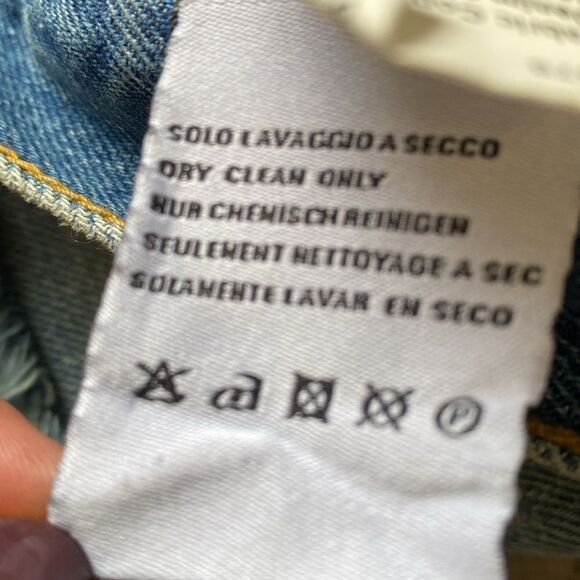 SOLO LAVAGGIO A SECCO
DRY CLEAN ONLY
NUR CHEMISCH REINIGEN
SEULEMENT NETTOYAGE A SEC
SOLAMENTE LAVAR EN SECO
P